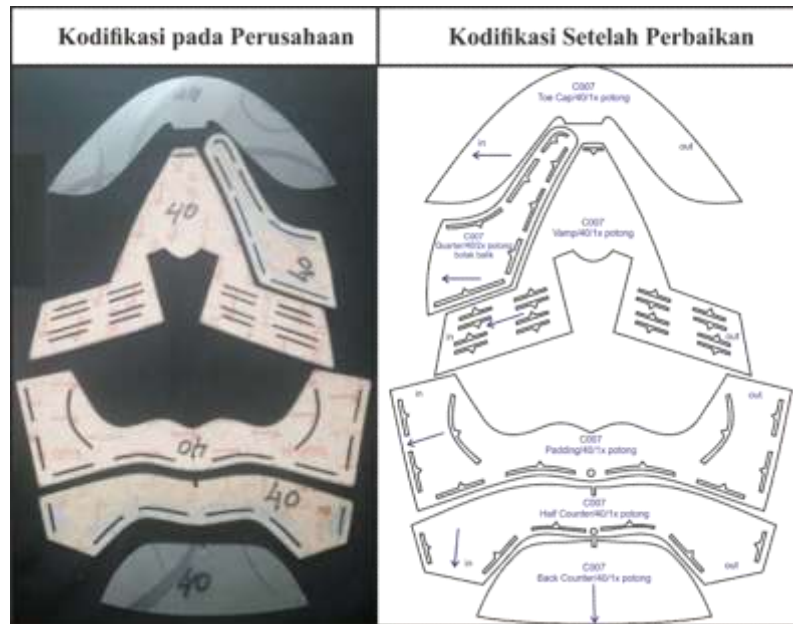 Kodifikasi pada Perusahaan
Kodifikasi Setelah Perbaikan
40
40
40
40
40
C007
Toe Cap/40/1x potong
in
out
C007
Quarter/40/2x potong
bolak balik
C007
Vamp/40/1x potong
in
out
in
out
C007
Padding/40/1x potong
C007
Half Counter/40/1x potong
in
out
C007
Back Counter/40/1x potong